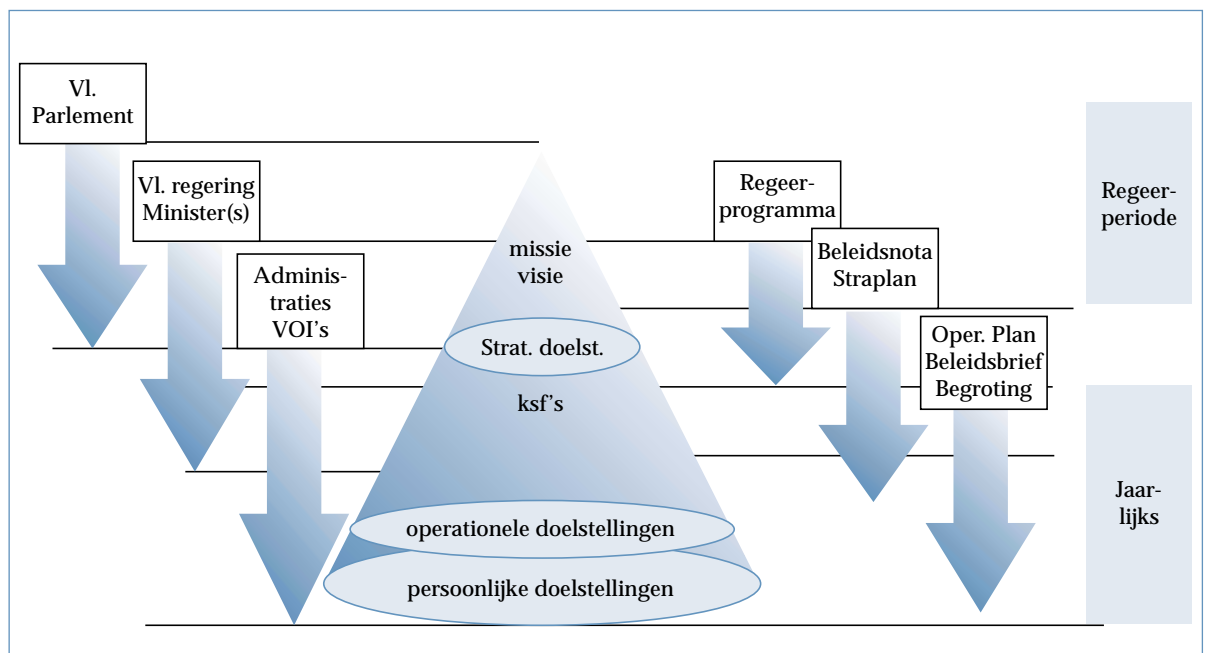 Vl.
Parlement
Vl. regering
Minister(s)
Adminis-
traties
VOI's
missie
visie
Strat. doelst.
ksf's
operationele doelstellingen
persoonlijke doelstellingen
Regeer-
programma
Beleidsnota
Straplan
Oper. Plan
Beleidsbrief
Begroting
Regeer-
periode
Jaar-
lijks